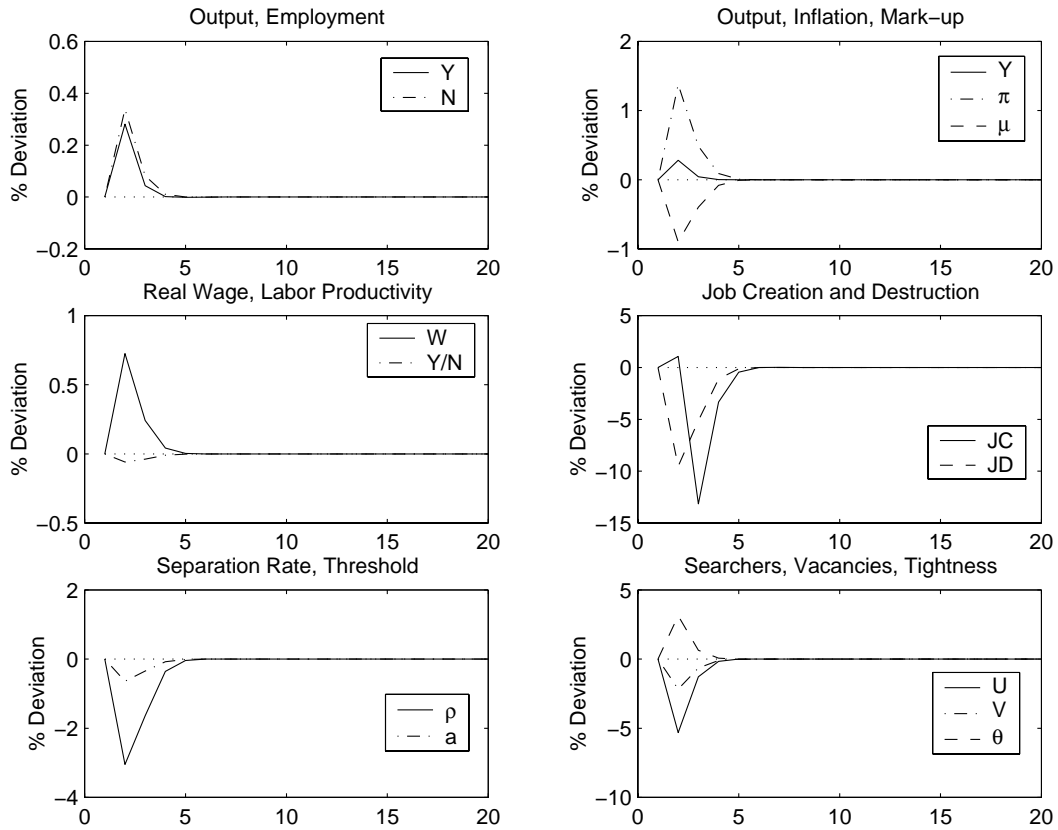 Output, Employment
% Deviation
0.6
0.4
0.2
0
−0.2
0
5
10
15
20
Y
N
Output, Inflation, Mark−up
% Deviation
2
1
0
−1
0
5
10
15
20
Y
π
μ
Real Wage, Labor Productivity
% Deviation
1
0.5
0
−0.5
0
5
10
15
20
W
Y/N
Job Creation and Destruction
% Deviation
5
0
−5
−10
−15
0
5
10
15
20
JC
JD
Separation Rate, Threshold
% Deviation
2
0
−2
−4
0
5
10
15
20
ρ
a
Searchers, Vacancies, Tightness
% Deviation
5
0
−5
−10
0
5
10
15
20
U
V
θ